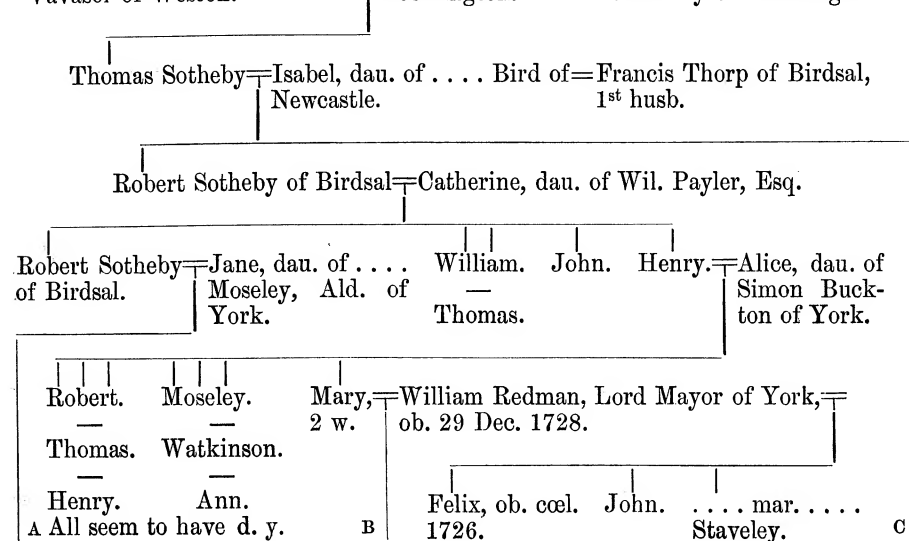 Thomas Sotheby=Isabel, dau. of .... Bird of=Francis Thorp of Birdsal,
Newcastle. 1st husb.
Robert Sotheby of Birdsal=Catherine, dau. of Wil. Payler, Esq.
Robert Sotheby=Jane, dau. of .... William. John. Henry.=Alice, dau. of
of Birdsal. Moseley, Ald. of — Simon Buck-
York. Thomas. ton of York.
Robert. Moseley. Mary,=William Redman, Lord Mayor of York,=
— — 2 w. ob. 29 Dec. 1728.
Thomas. Watkinson.
— —
Henry. Ann. Felix, ob. cœl. John. .... mar. .....
A All seem to have d. y. B 1726. Staveley. C